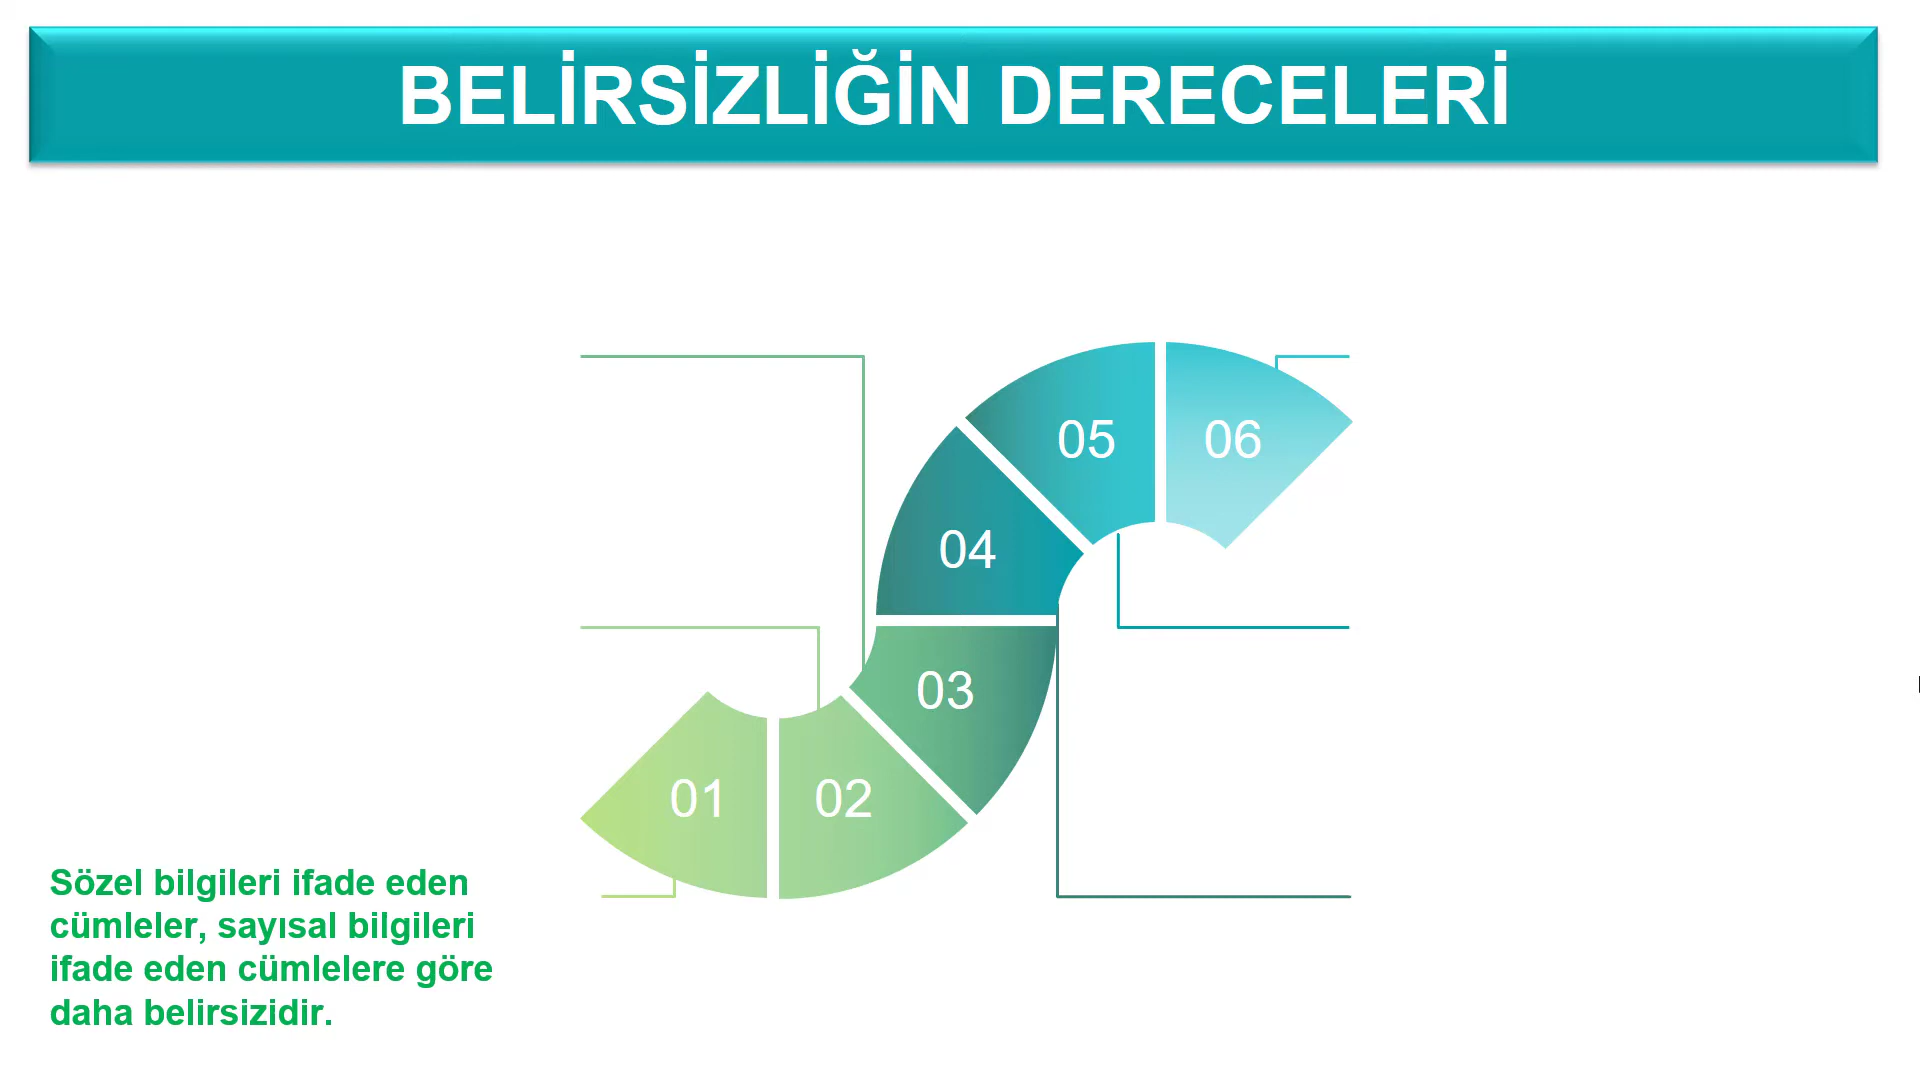 BELİRSİZLİĞİN DERECELERİ
05
06
04
03
01
02
Sözel bilgileri ifade eden
cümleler, sayısal bilgileri
ifade eden cümlelere göre
daha belirsizidir.